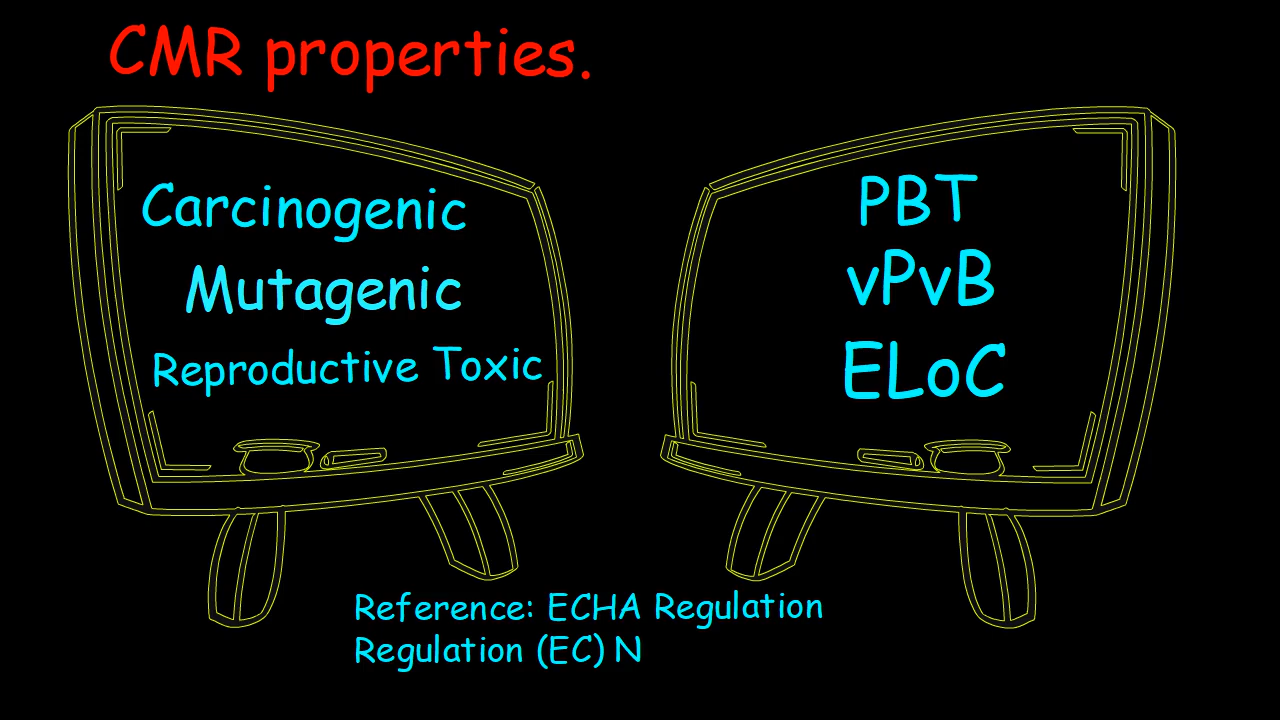 CMR properties.
Carcinogenic
Mutagenic
Reproductive Toxic
PBT
vPvB
ELoC
Reference: ECHA Regulation
Regulation (EC) N